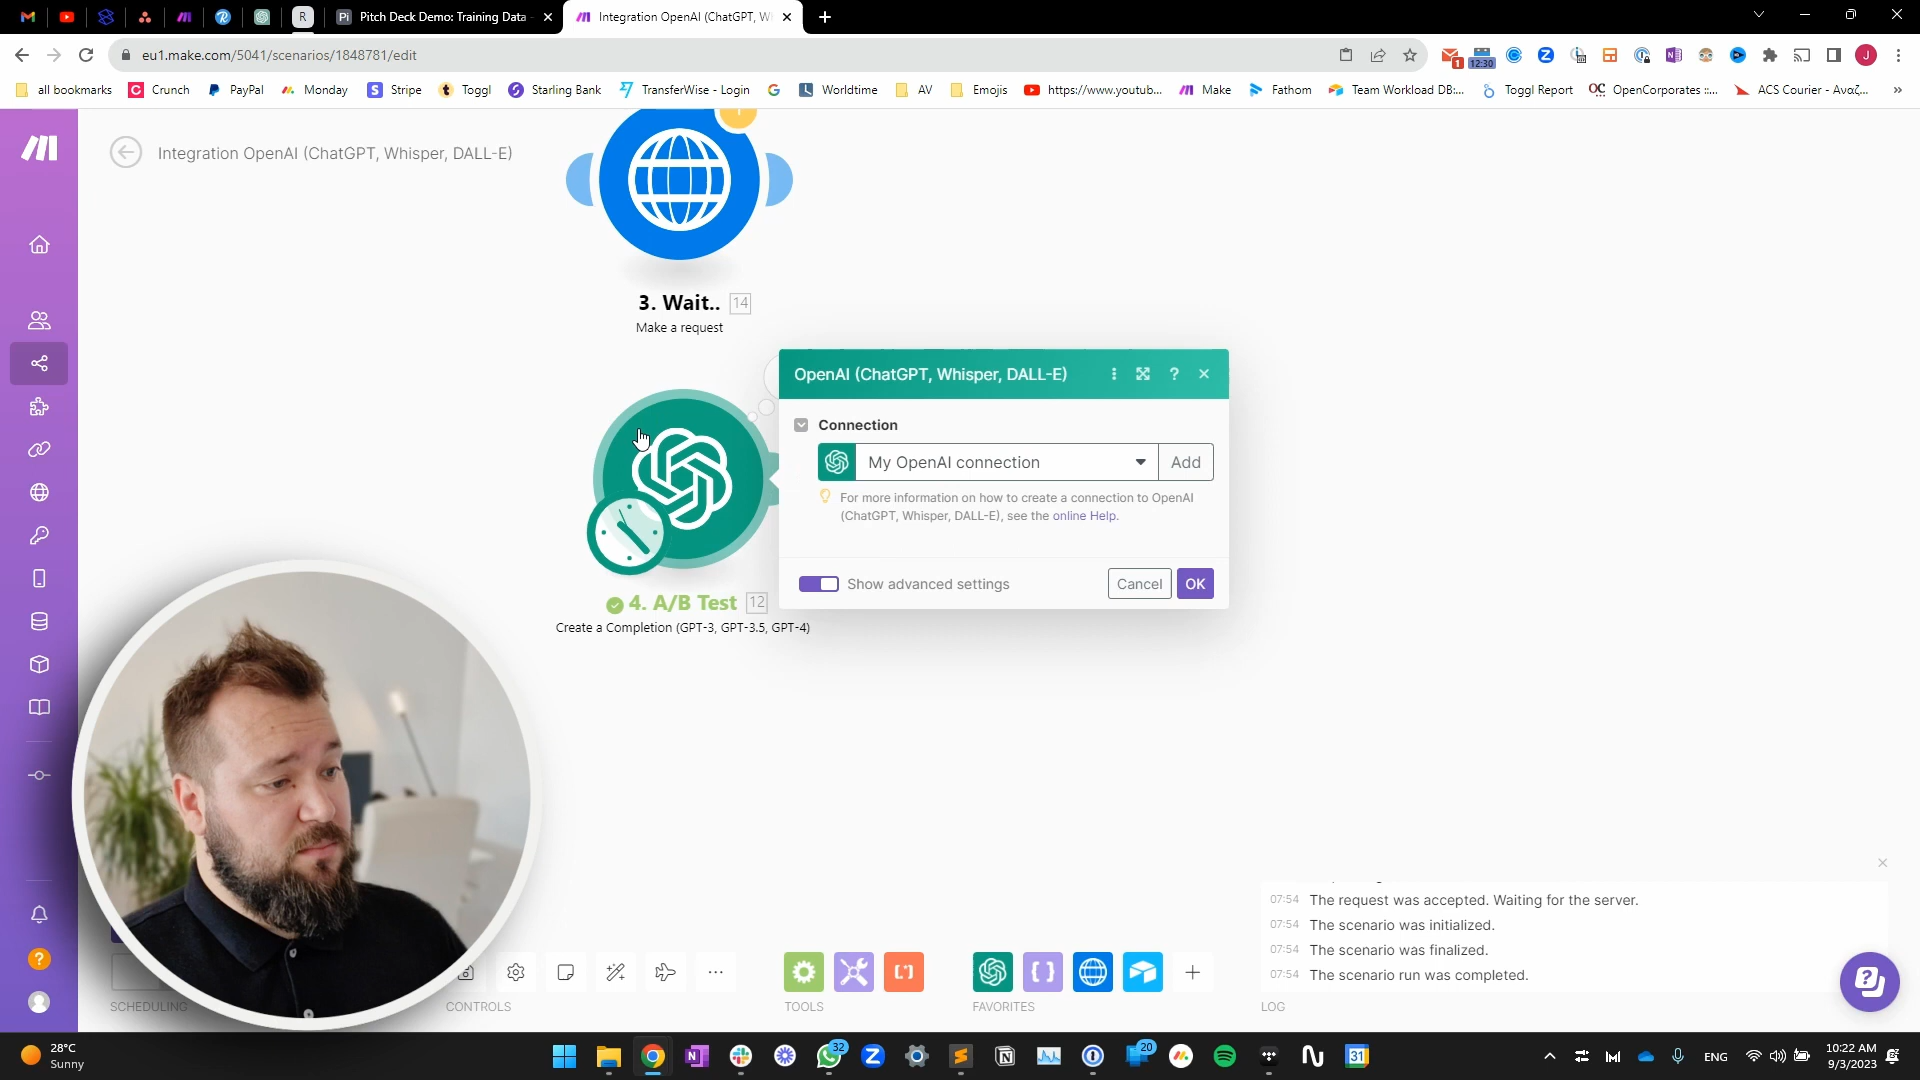 R
Pi Pitch Deck Demo: Training Data
Integration OpenAI (ChatGPT, W
eu1.make.com/5041/scenarios/1848781/edit
1
12:30
J
all bookmarks
Crunch
PayPal
Monday
Stripe
Toggl
Starling Bank
TransferWise - Login
Worldtime
AV
Emojis
https://www.youtub...
Make
Fathom
Team Workload DB:...
Toggl Report
OpenCorporates ::...
ACS Courier - Αναζ...
Integration OpenAI (ChatGPT, Whisper, DALL-E)
3. Wait.. 14
Make a request
OpenAI (ChatGPT, Whisper, DALL-E)
Connection
My OpenAI connection
Add
For more information on how to create a connection to OpenAI
(ChatGPT, Whisper, DALL-E), see the online Help.
Show advanced settings
Cancel
OK
4. A/B Test 12
Create a Completion (GPT-3, GPT-3.5, GPT-4)
07:54 The request was accepted. Waiting for the server.
07:54 The scenario was initialized.
07:54 The scenario was finalized.
07:54 The scenario run was completed.
SCHEDULING
CONTROLS
TOOLS
FAVORITES
LOG
28°C
Sunny
32
20
31
ENG
10:22 AM
9/3/2023